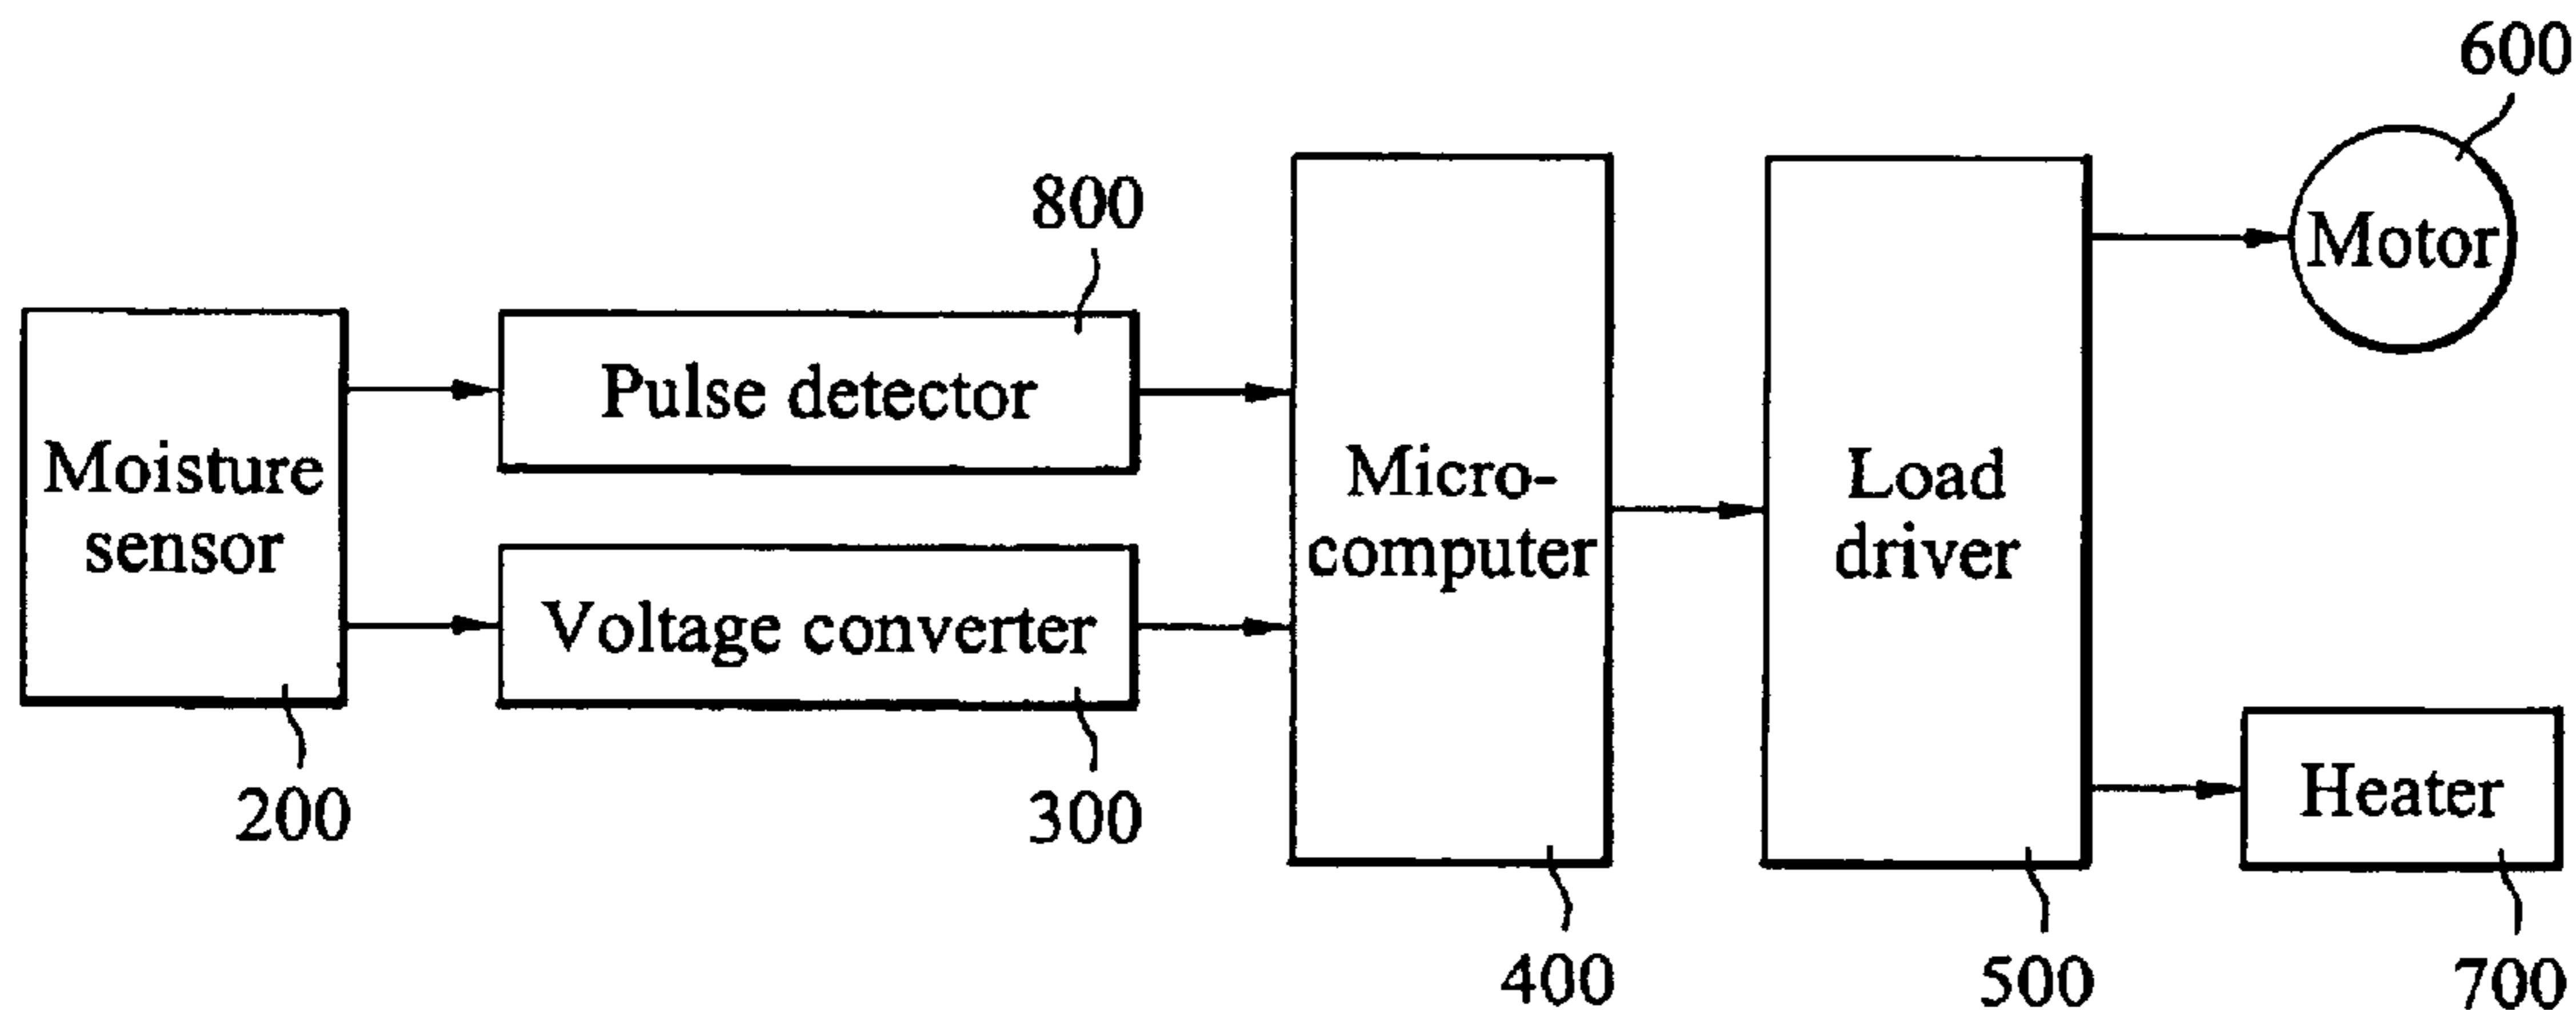 600
800
Motor
Pulse detector
Moisture
sensor
Micro-
computer
Load
driver
Voltage converter
Heater
200
300
400
500
700